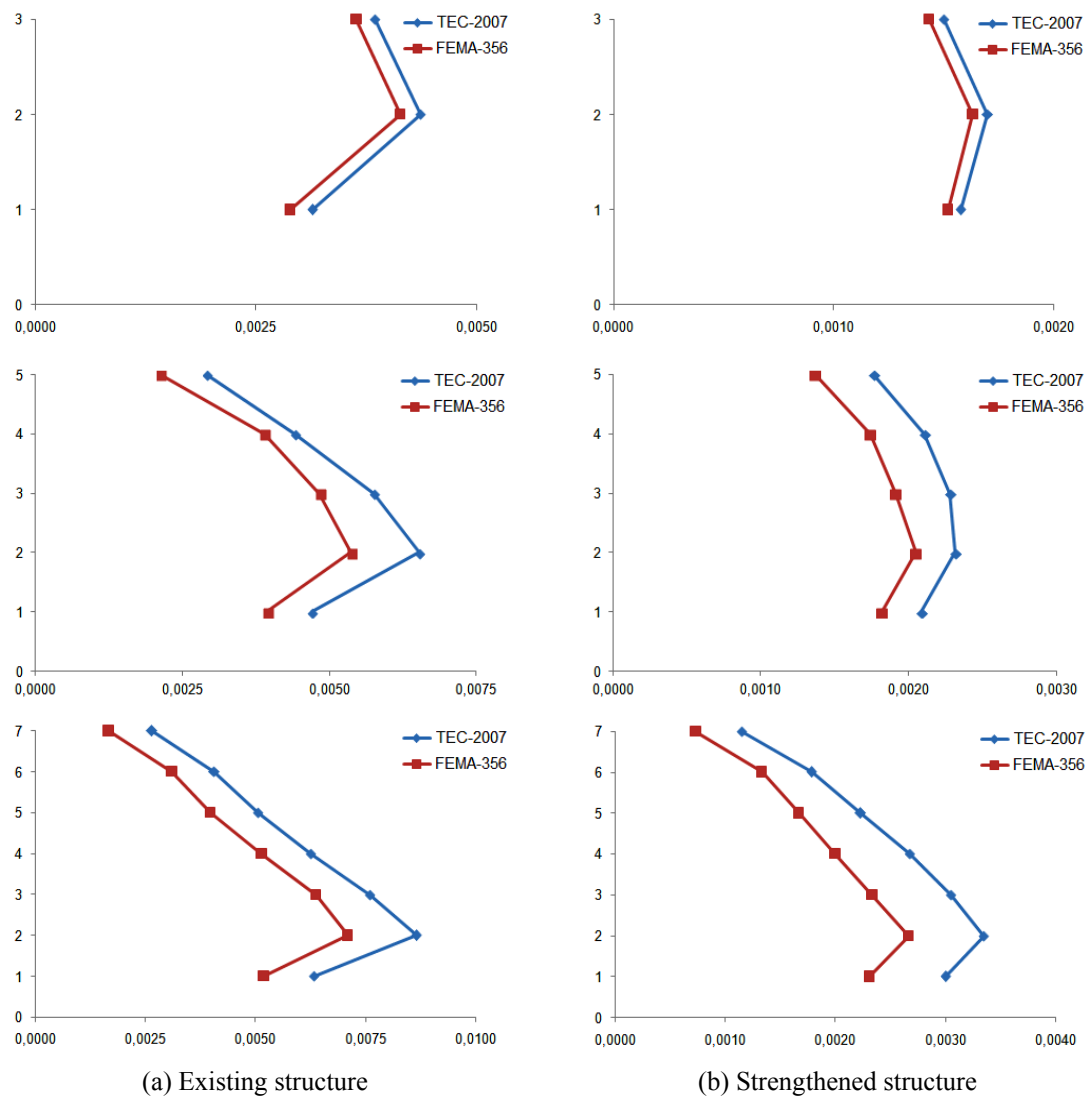 3
2
1
0
0,0000 0,0025 0,0050
TEC-2007
FEMA-356
3
2
1
0
0,0000 0,0010 0,0020
TEC-2007
FEMA-356
5
4
3
2
1
0
0,0000 0,0025 0,0050 0,0075
TEC-2007
FEMA-356
5
4
3
2
1
0
0,0000 0,0010 0,0020 0,0030
TEC-2007
FEMA-356
7
6
5
4
3
2
1
0
0,0000 0,0025 0,0050 0,0075 0,0100
TEC-2007
FEMA-356
7
6
5
4
3
2
1
0
0,0000 0,0010 0,0020 0,0030 0,0040
TEC-2007
FEMA-356
(a) Existing structure
(b) Strengthened structure